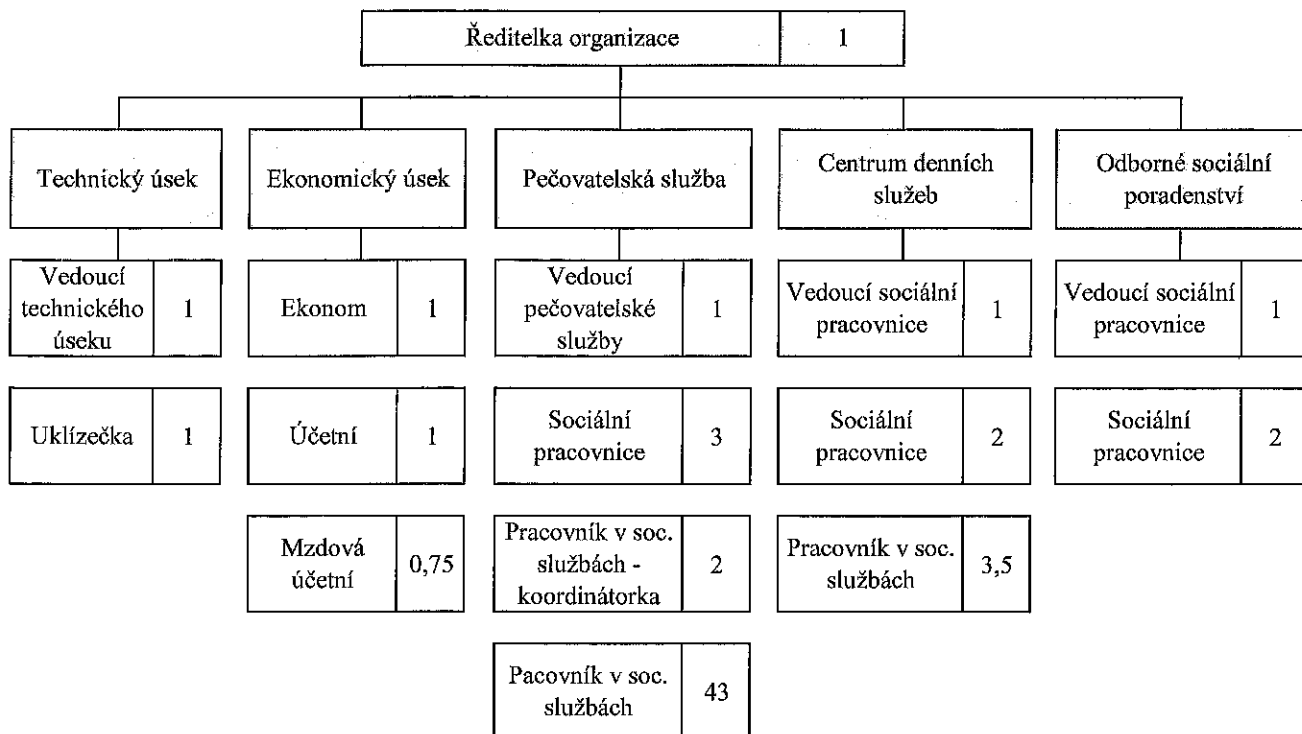 Ředitelka organizace 1
Technický úsek
Ekonomický úsek
Pečovatelská služba
Centrum denních
služeb
Odborné sociální
poradenství
Vedoucí
technického
úseku
1
Ekonom 1
Vedoucí
pečovatelské
služby
1
Vedoucí sociální
pracovnice
1
Vedoucí sociální
pracovnice
1
Uklízečka 1
Účetní 1
Sociální
pracovnice
3
Sociální
pracovnice
2
Sociální
pracovnice
2
Mzdová
účetní
0,75
Pracovník v soc.
službách -
koordinátorka
2
Pracovník v soc.
službách
3,5
Pacovník v soc.
službách
43